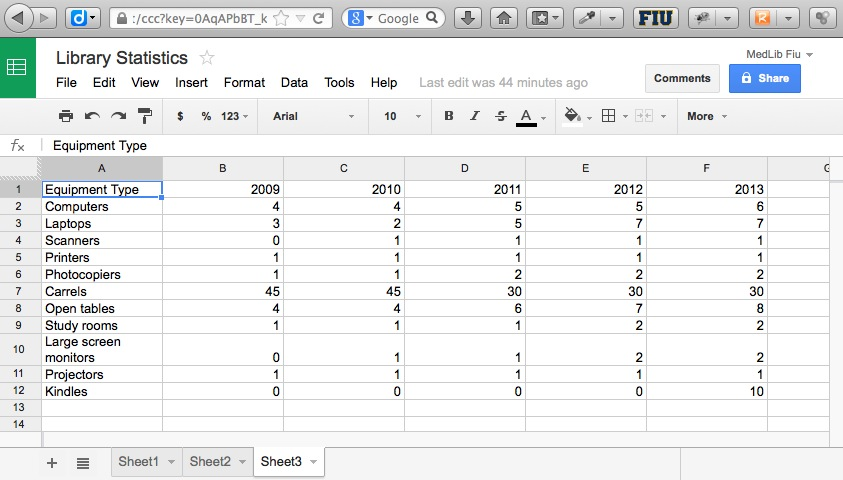 d :/ccc?key=0AqAPbBT_k 8 Google FIU
Library Statistics MedLib Fiu
File Edit View Insert Format Data Tools Help Last edit was 44 minutes ago Comments Share
$ % 123 Arial 10 B I S A More
fx Equipment Type
A B C D E F
1 Equipment Type 2009 2010 2011 2012 2013
2 Computers 4 4 5 5 6
3 Laptops 3 2 5 7 7
4 Scanners 0 1 1 1 1
5 Printers 1 1 1 1 1
6 Photocopiers 1 1 2 2 2
7 Carrels 45 45 30 30 30
8 Open tables 4 4 6 7 8
9 Study rooms 1 1 1 2 2
Large screen
10 monitors 0 1 1 2 2
11 Projectors 1 1 1 1 1
12 Kindles 0 0 0 0 10
13
14
+ Sheet1 Sheet2 Sheet3